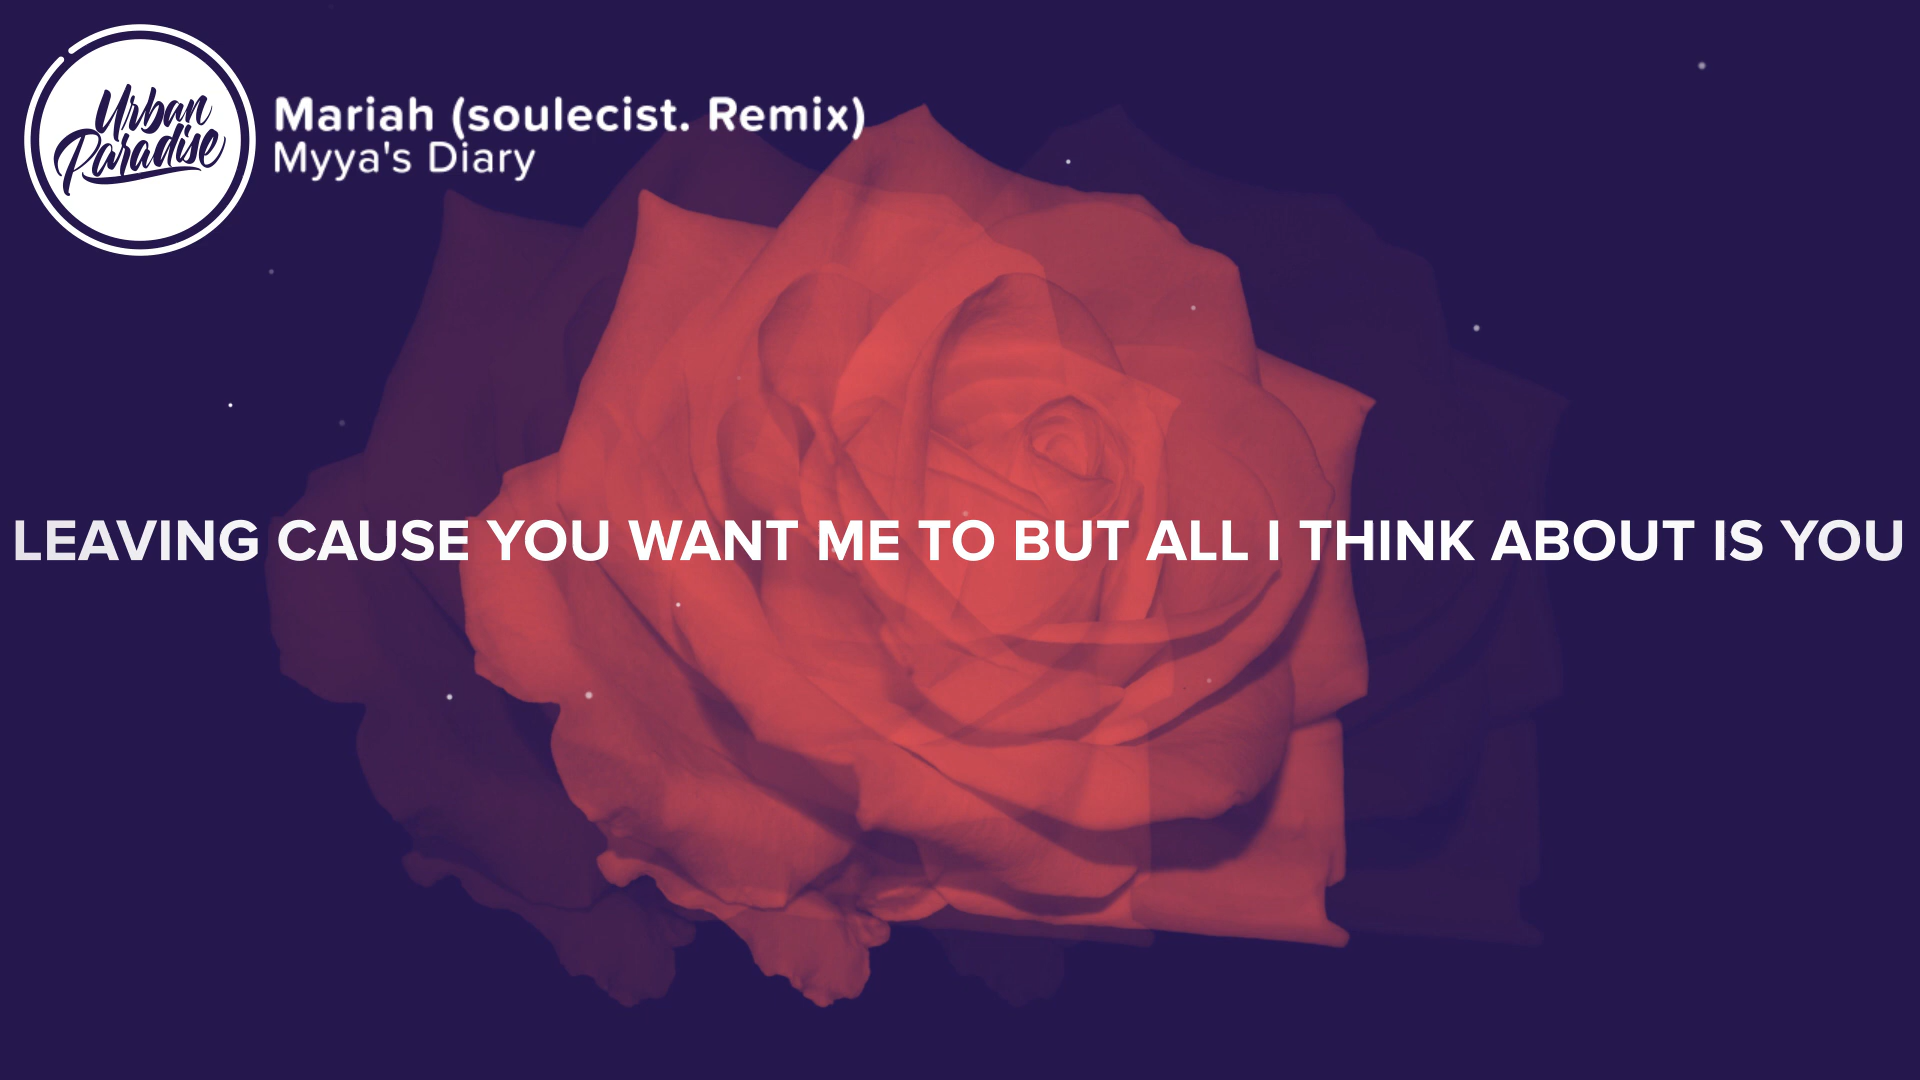 Urban
Paradise
Mariah (soulecist. Remix)
Myya's Diary
LEAVING CAUSE YOU WANT ME TO BUT ALL I THINK ABOUT IS YOU